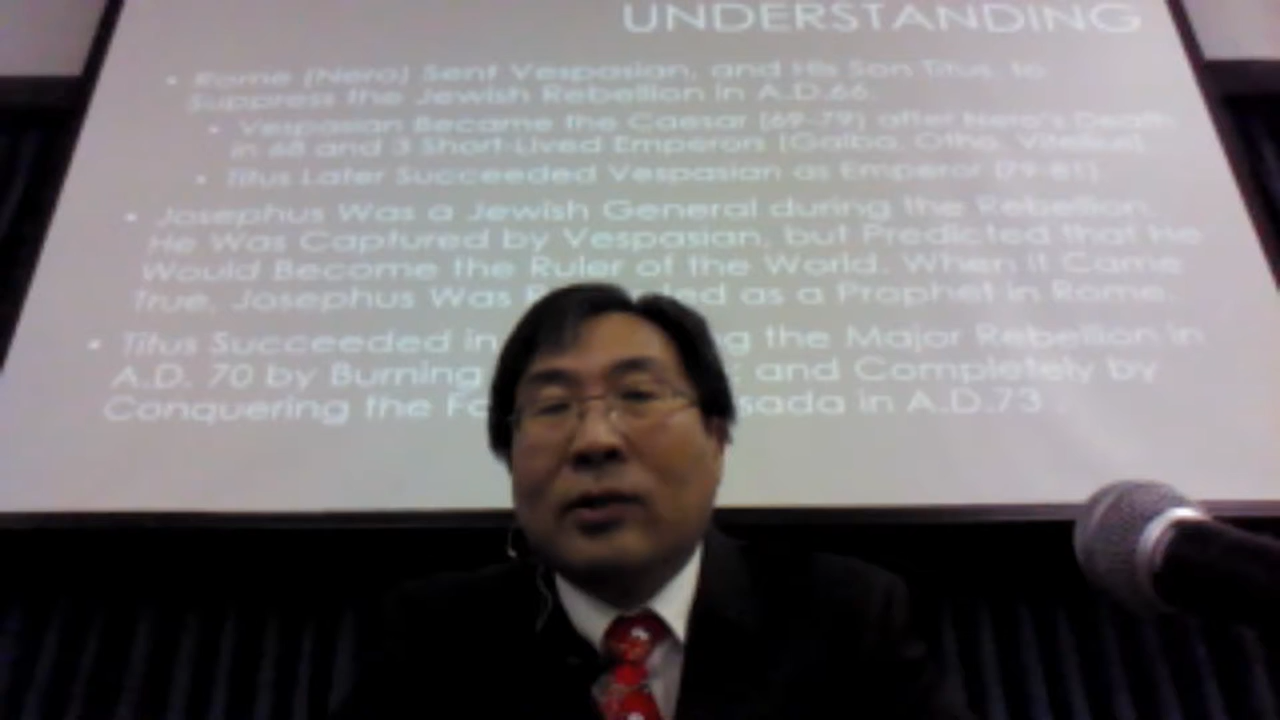 UNDERSTANDING
• Rome (Nero) Sent Vespasian, and His Son Titus, to
Suppress the Jewish Rebellion in A.D.66.
• Vespasian Became the Caesar (69-79) after Nero's Death
in 68 and 3 Short-Lived Emperors (Galba, Otho, Vitellius)
• Titus Later Succeeded Vespasian as Emperor (79-81)
• Josephus Was a Jewish General during the Rebellion.
He Was Captured by Vespasian, but Predicted that He
Would Become the Ruler of the World. When It Came
True, Josephus Was as a Prophet in Rome.
• Titus Succeeded in the Major Rebellion in
A.D. 70 by Burning and Completely by
Conquering the in A.D.73